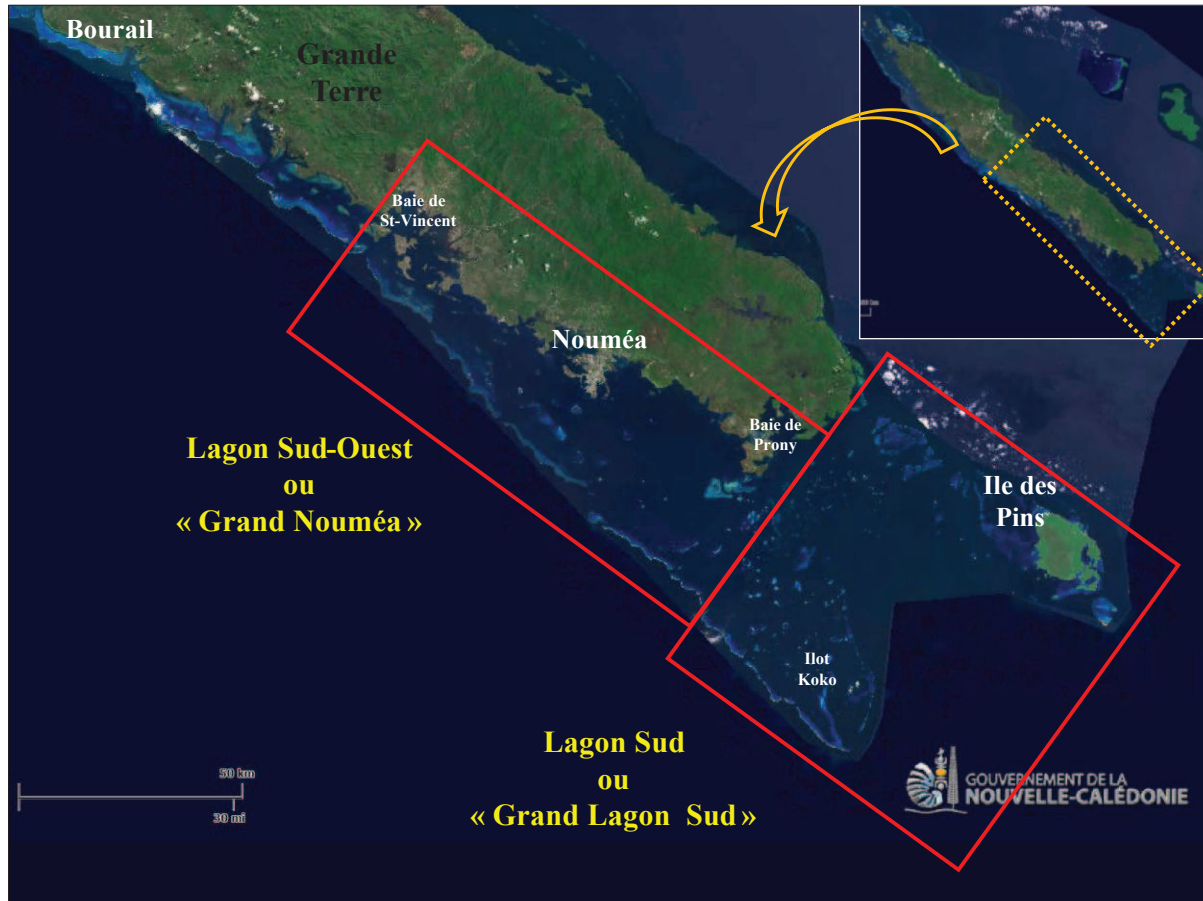 Bourail
Grande
Terre
Baie de
St-Vincent
Nouméa
Baie de
Prony
Lagon Sud-Ouest
ou
« Grand Nouméa »
Ile des
Pins
Ilot
Koko
Lagon Sud
ou
« Grand Lagon Sud »
50 km
30 mi
GOUVERNEMENT DE LA
NOUVELLE-CALÉDONIE